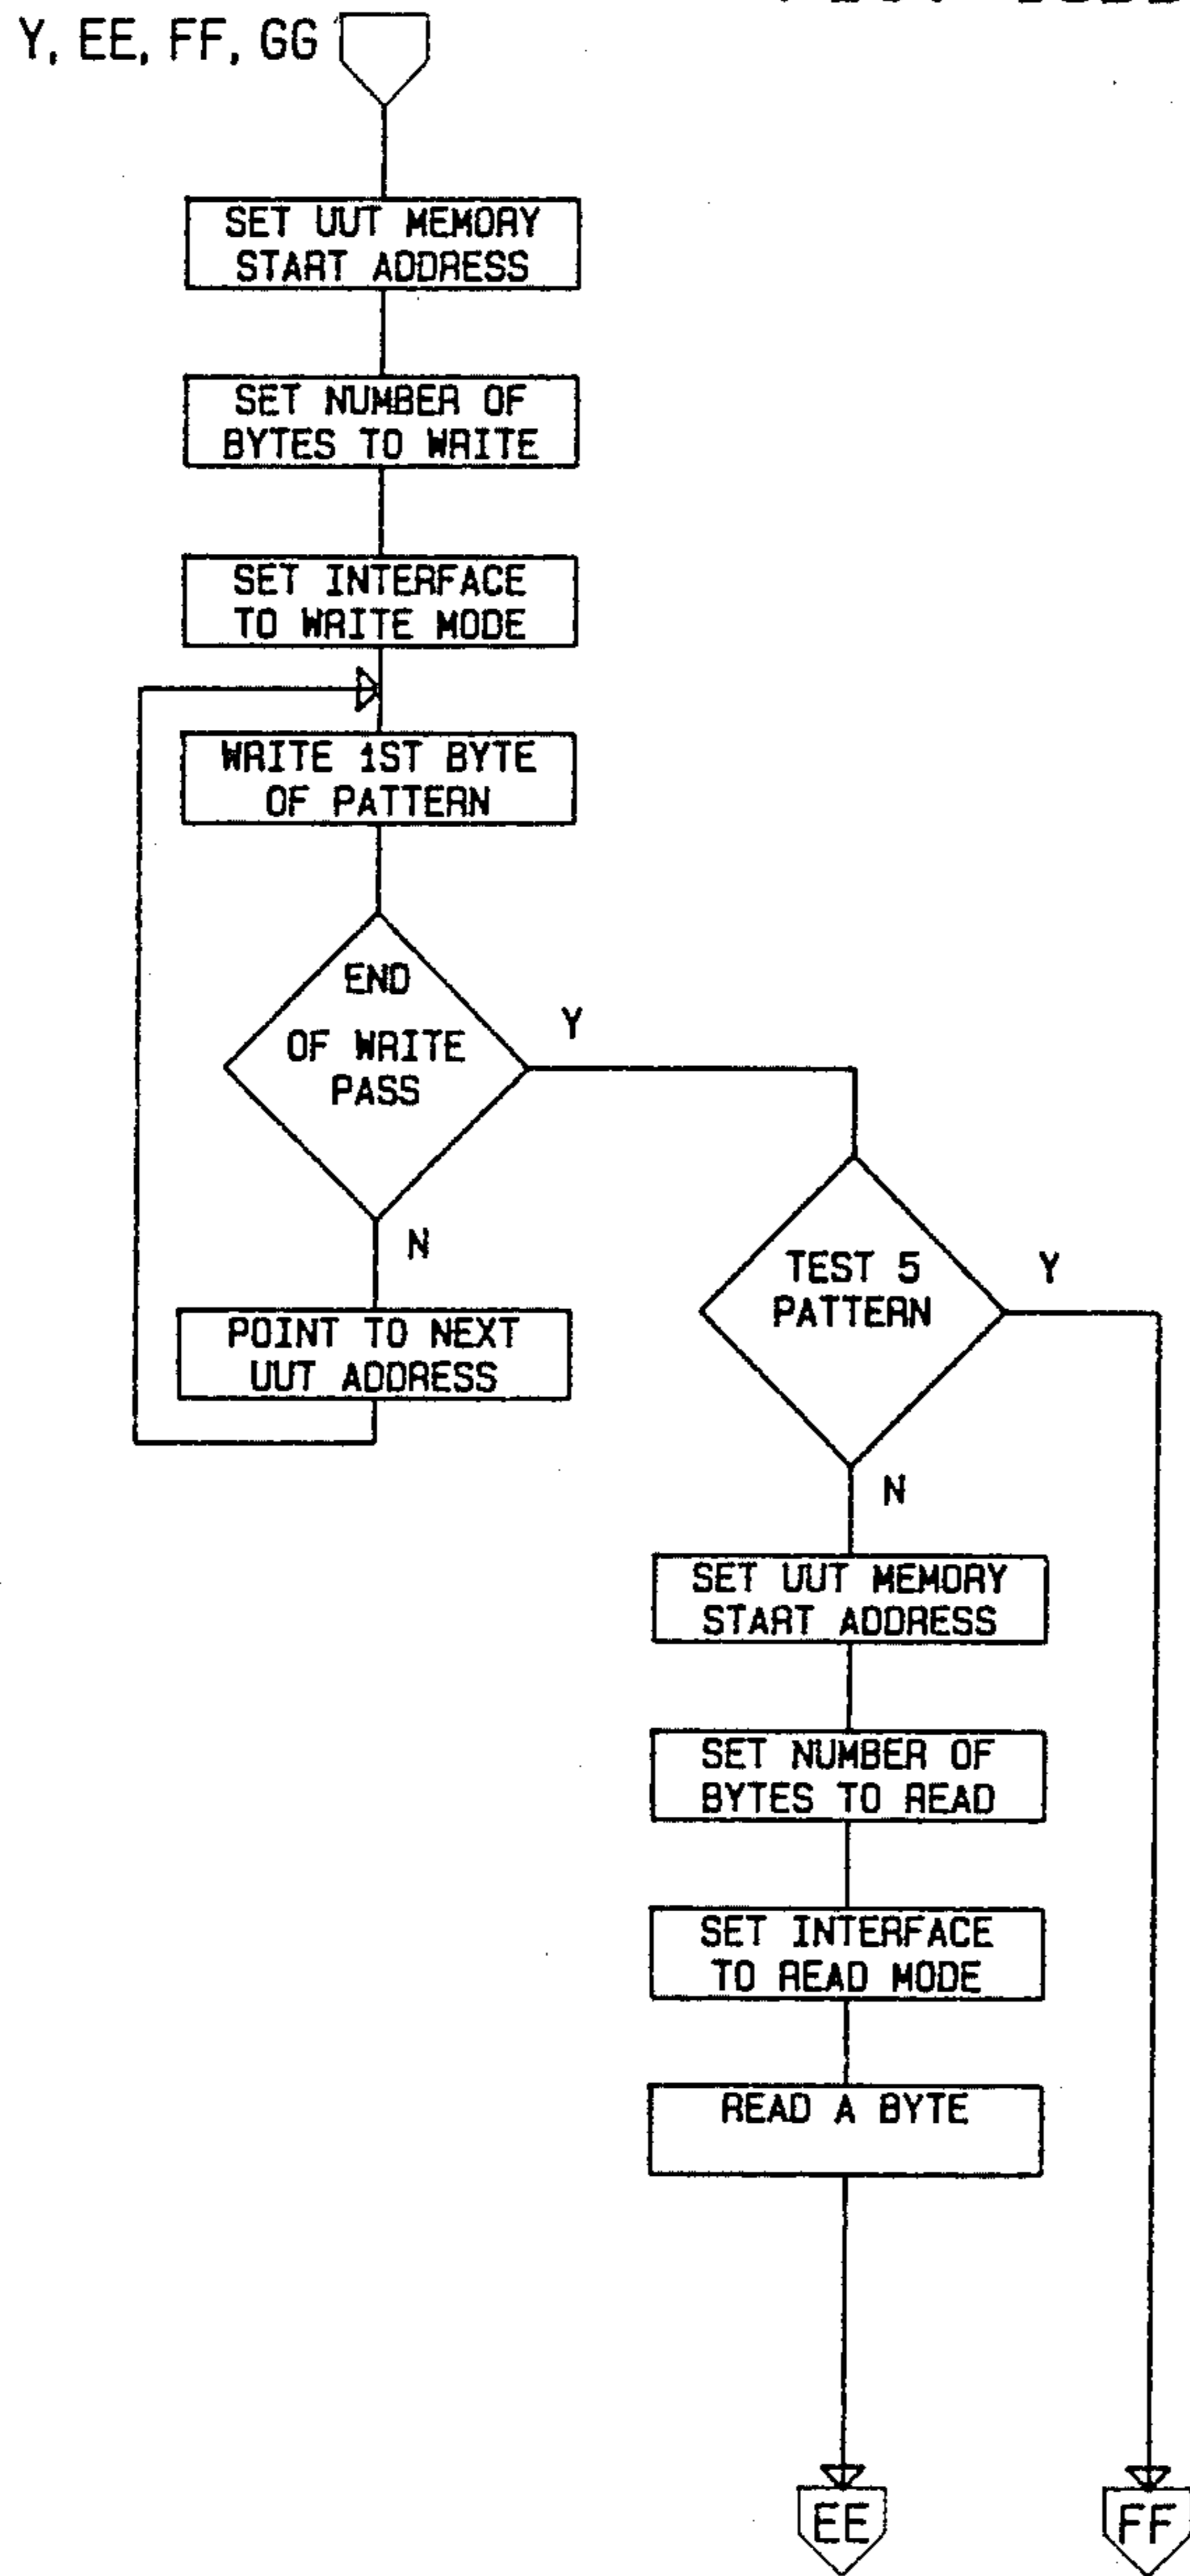 Y, EE, FF, GG
SET UUT MEMORY
START ADDRESS
SET NUMBER OF
BYTES TO WRITE
SET INTERFACE
TO WRITE MODE
WRITE 1ST BYTE
OF PATTERN
END
OF WRITE
PASS
Y
N
POINT TO NEXT
UUT ADDRESS
TEST 5
PATTERN
Y
N
SET UUT MEMORY
START ADDRESS
SET NUMBER OF
BYTES TO READ
SET INTERFACE
TO READ MODE
READ A BYTE
EE
FF